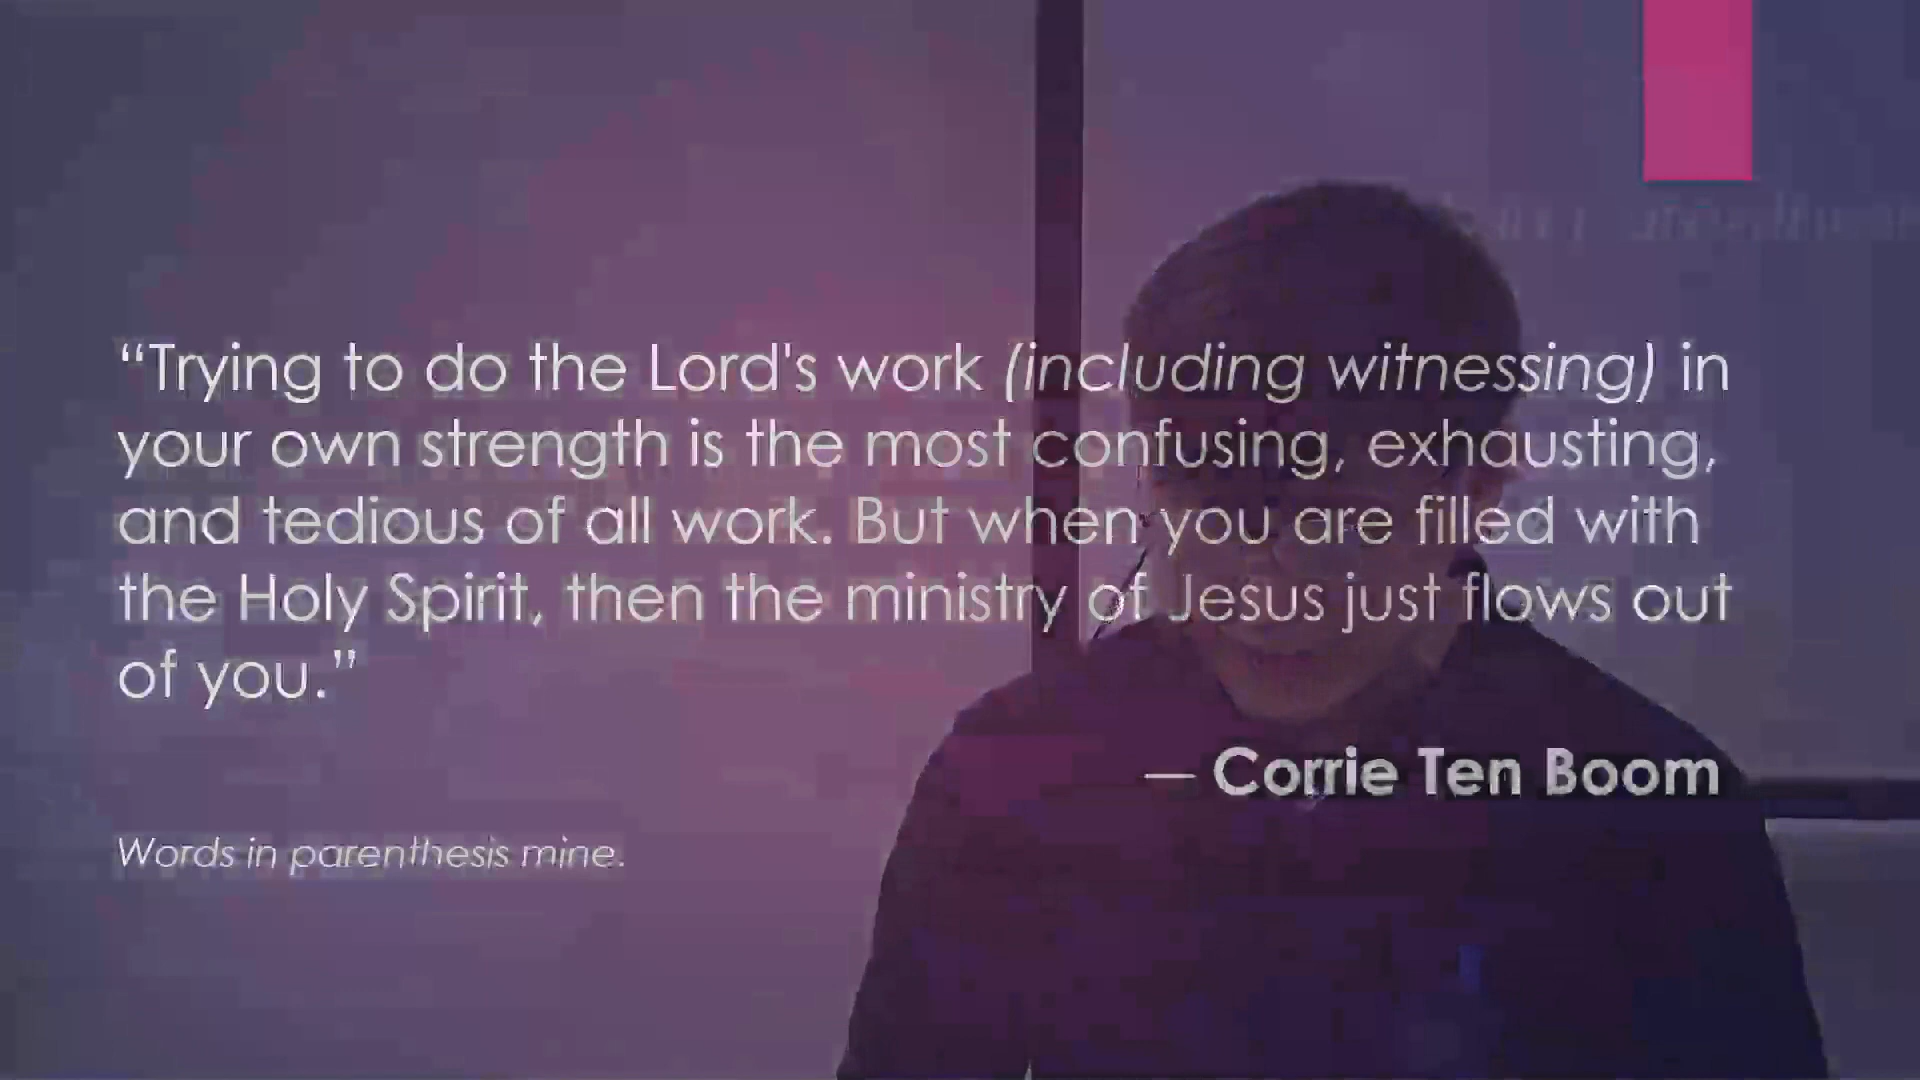 “Trying to do the Lord's work (including witnessing) in
your own strength is the most confusing, exhausting,
and tedious of all work. But when you are filled with
the Holy Spirit, then the ministry of Jesus just flows out
of you.”
— Corrie Ten Boom
Words in parenthesis mine.